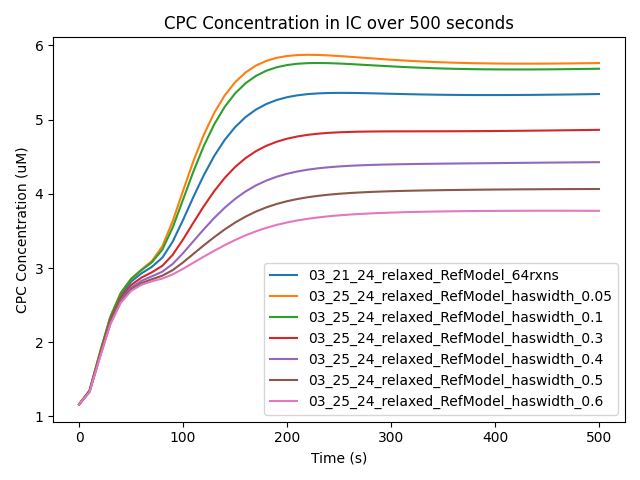 CPC Concentration in IC over 500 seconds
CPC Concentration (uM)
6
5
4
3
2
1
03_21_24_relaxed_RefModel_64rxns
03_25_24_relaxed_RefModel_haswidth_0.05
03_25_24_relaxed_RefModel_haswidth_0.1
03_25_24_relaxed_RefModel_haswidth_0.3
03_25_24_relaxed_RefModel_haswidth_0.4
03_25_24_relaxed_RefModel_haswidth_0.5
03_25_24_relaxed_RefModel_haswidth_0.6
0 100 200 300 400 500
Time (s)